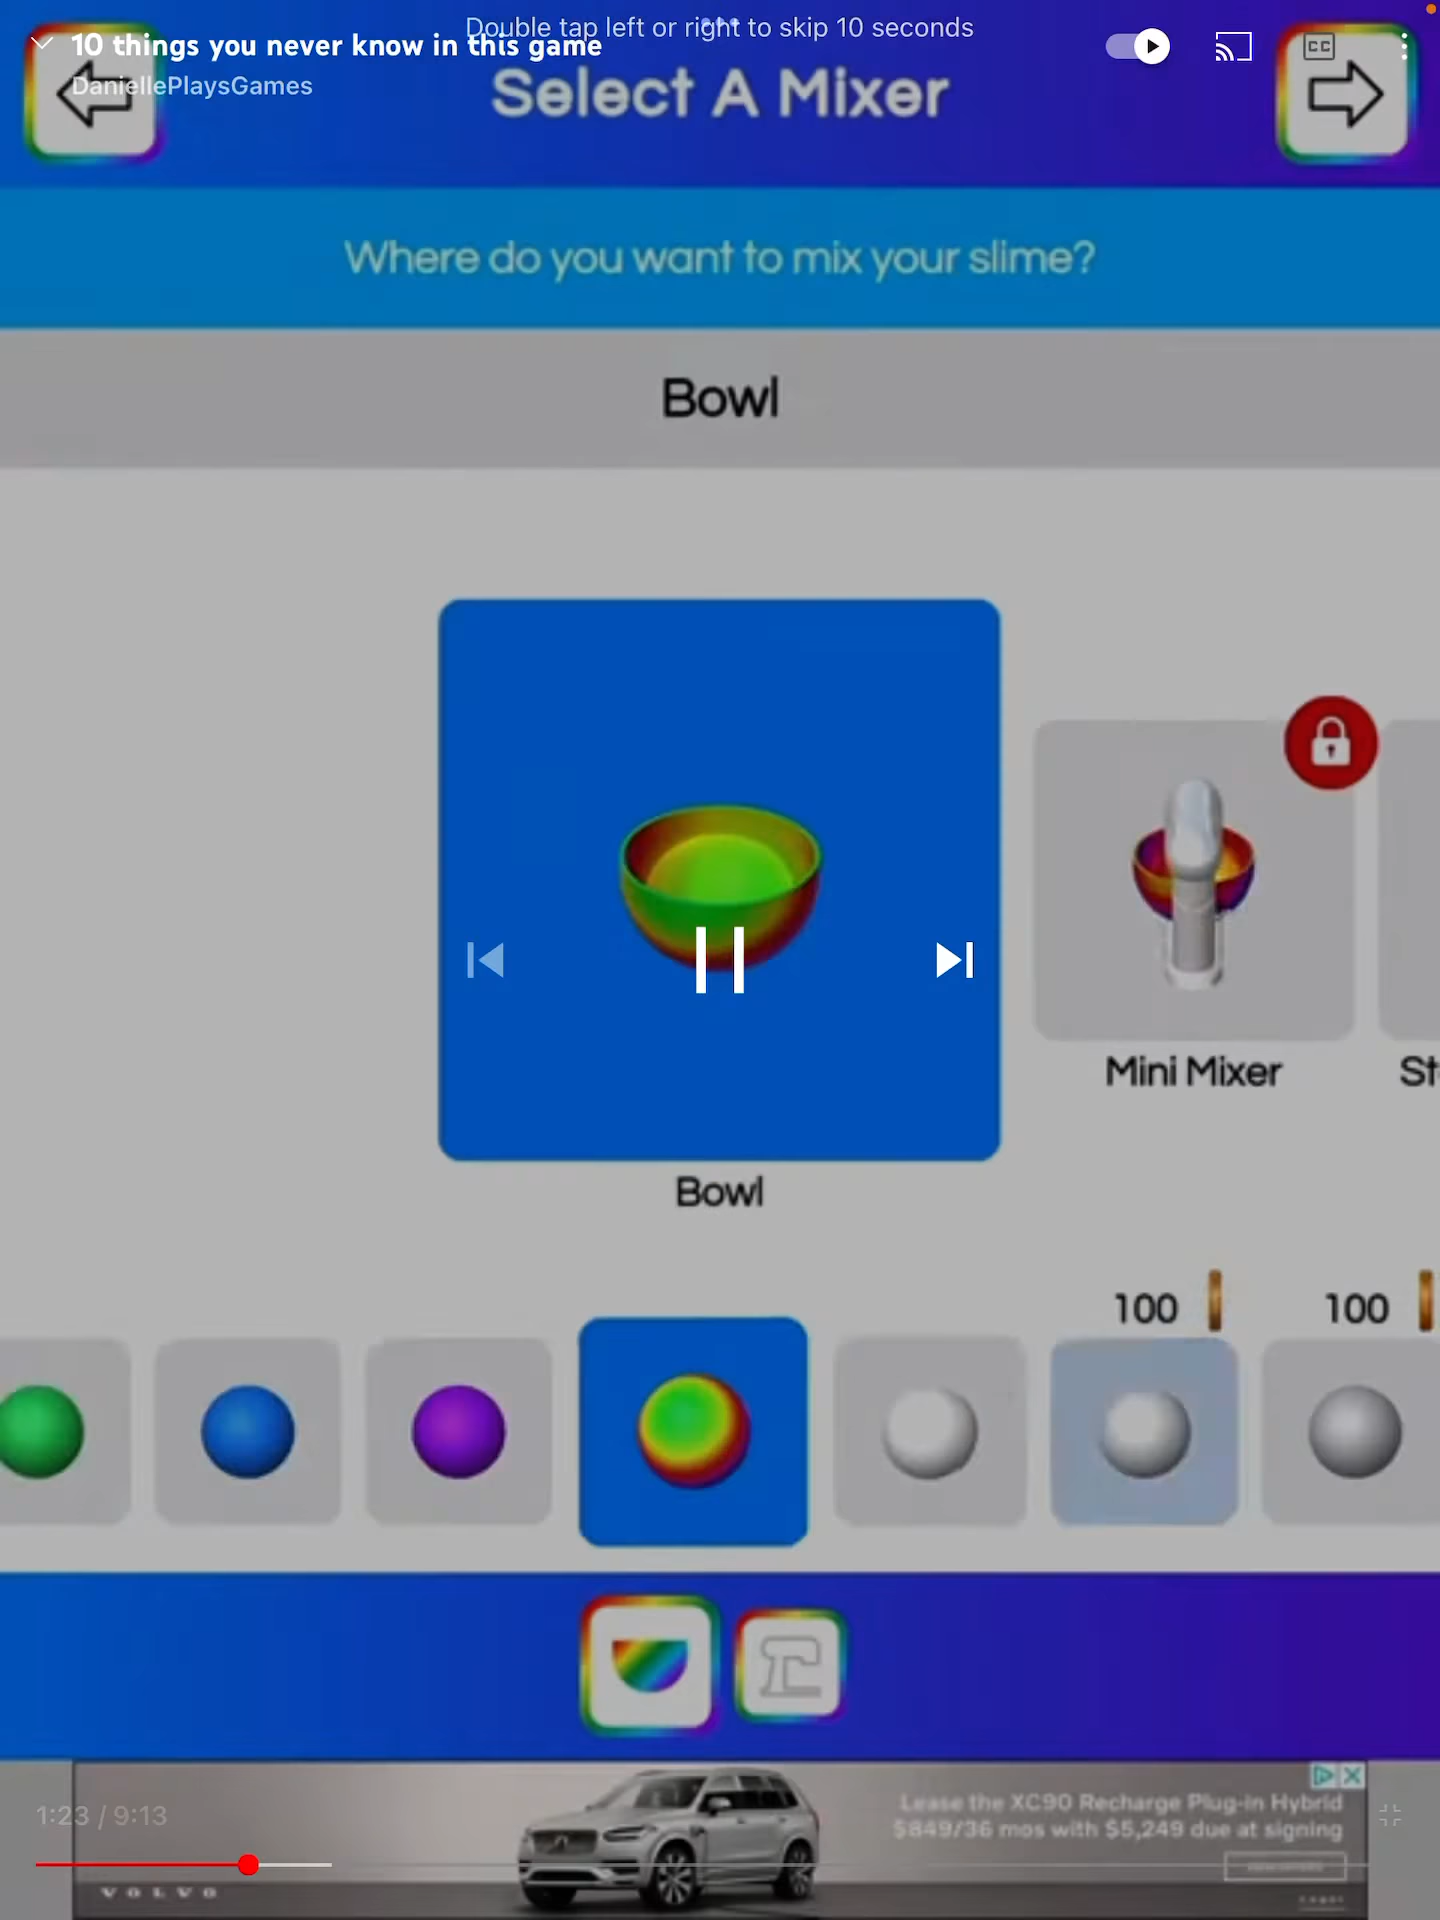 Double tap left or right to skip 10 seconds
10 things you never know in this game
DaniellePlaysGames
CC
Select A Mixer
Where do you want to mix your slime?
Bowl
Mini Mixer
St
Bowl
100
100
1:23 / 9:13
Lease the XC90 Recharge Plug-in Hybrid
$849/36 mos with $5,249 due at signing
VOLVO